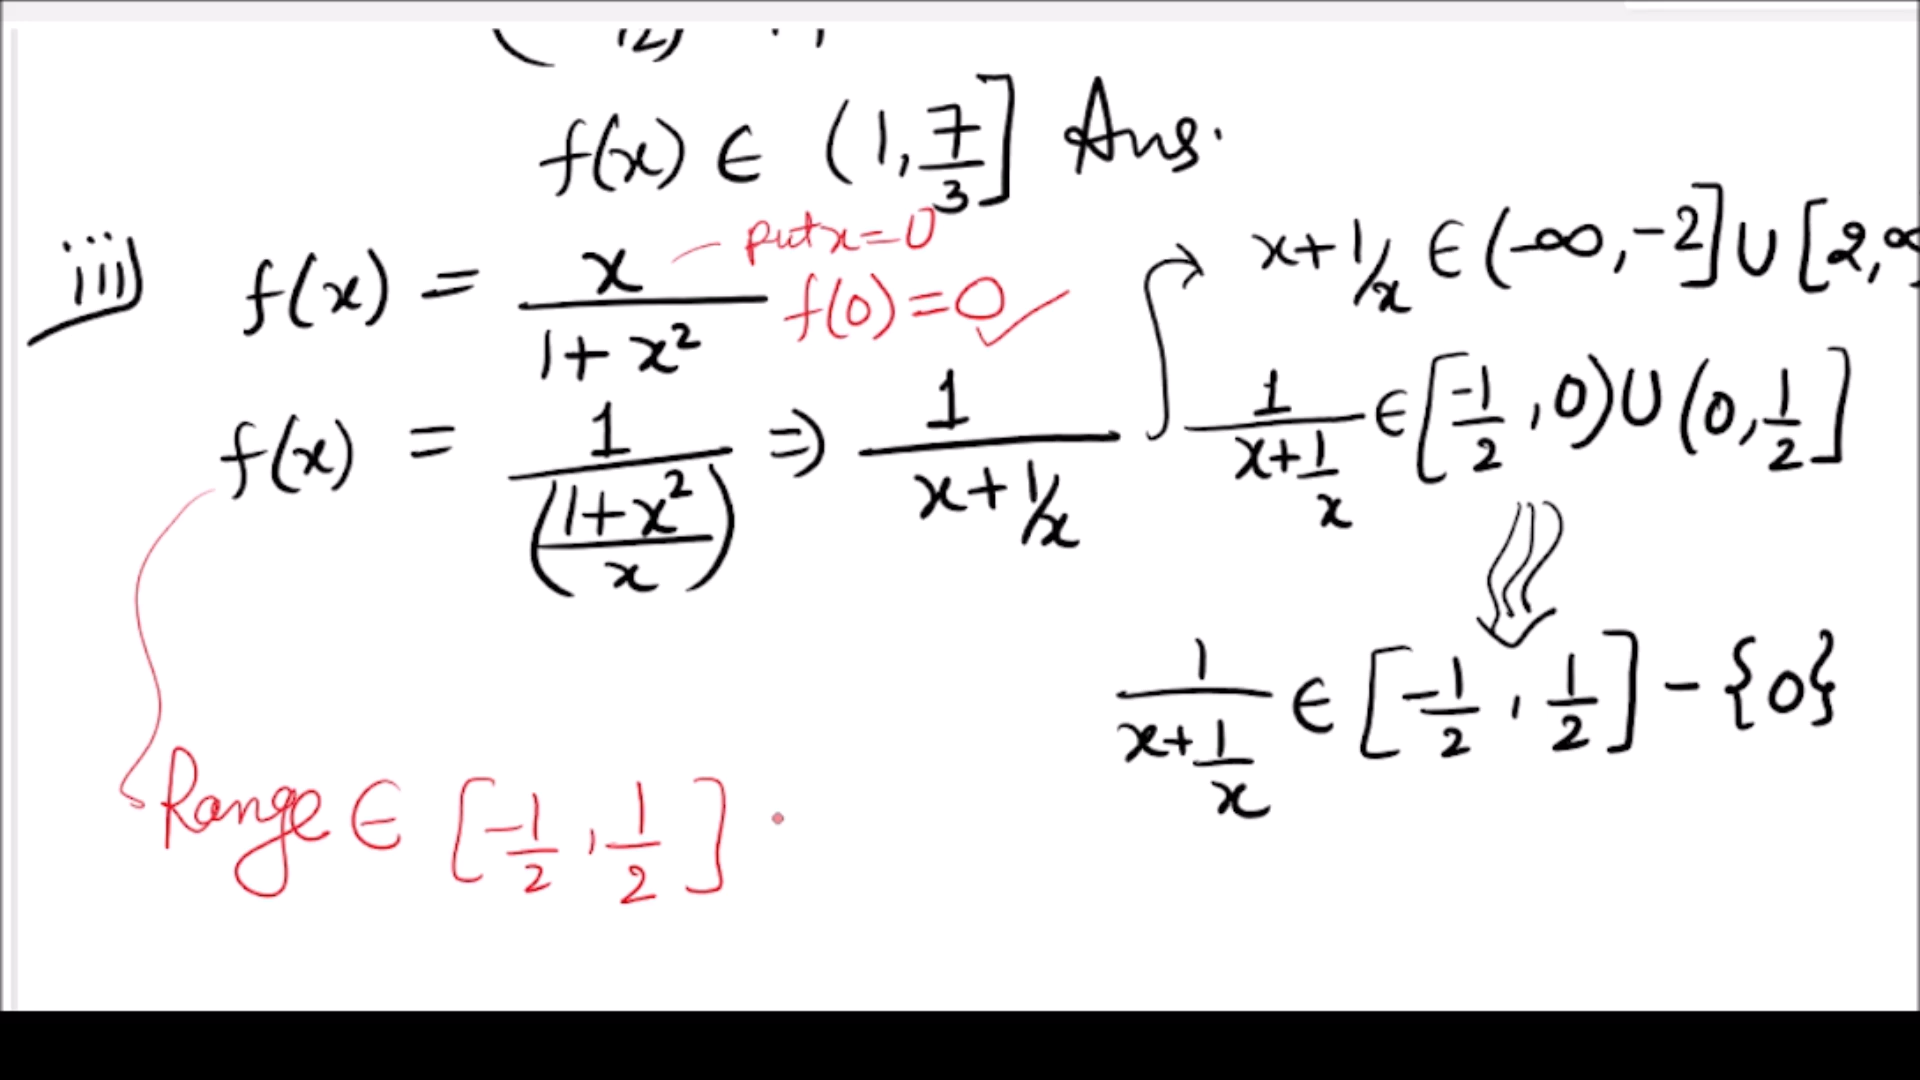 f(x) ∈ (1, 7/3] Ans.
iii) f(x) = x/(1+x²)
put x=0
f(0)=0 ✓
x+1/x ∈ (-∞,-2] ∪ [2,∞
f(x) = 1/((1+x²)/x) ⇒ 1/(x+1/x)
1/(x+1/x) ∈ [-1/2, 0) ∪ (0, 1/2]
1/(x+1/x) ∈ [-1/2, 1/2] - {0}
Range ∈ [-1/2, 1/2]